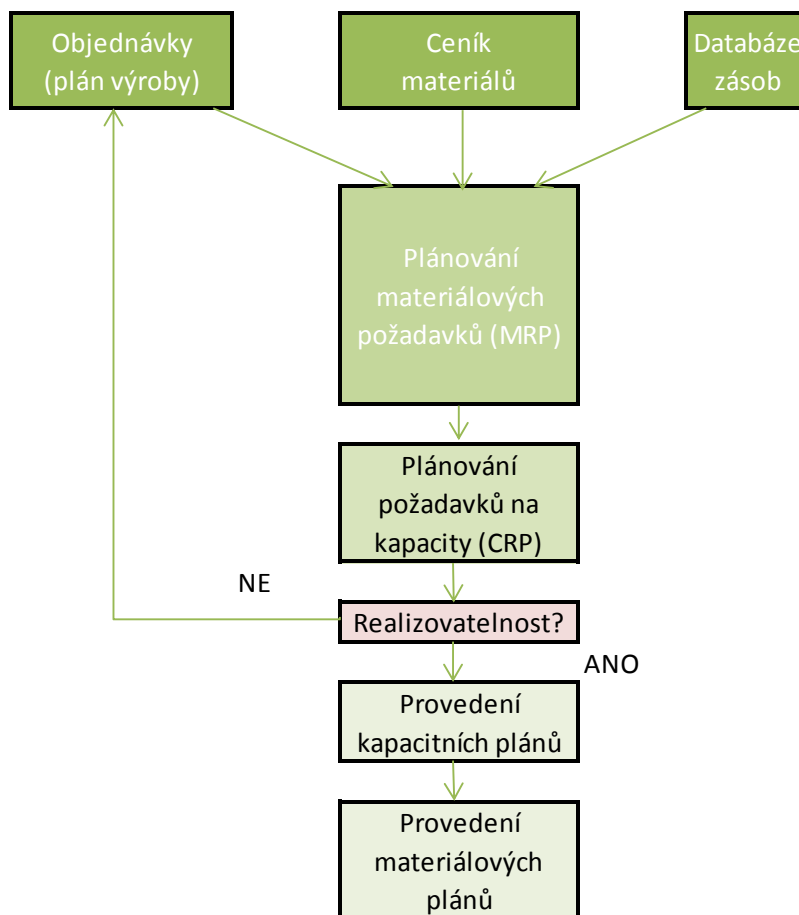 Objednávky
(plán výroby)
Ceník
materiálů
Databáze
zásob
Plánování
materiálových
požadavků (MRP)
Plánování
požadavků na
kapacity (CRP)
NE
Realizovatelnost?
ANO
Provedení
kapacitních plánů
Provedení
materiálových
plánů